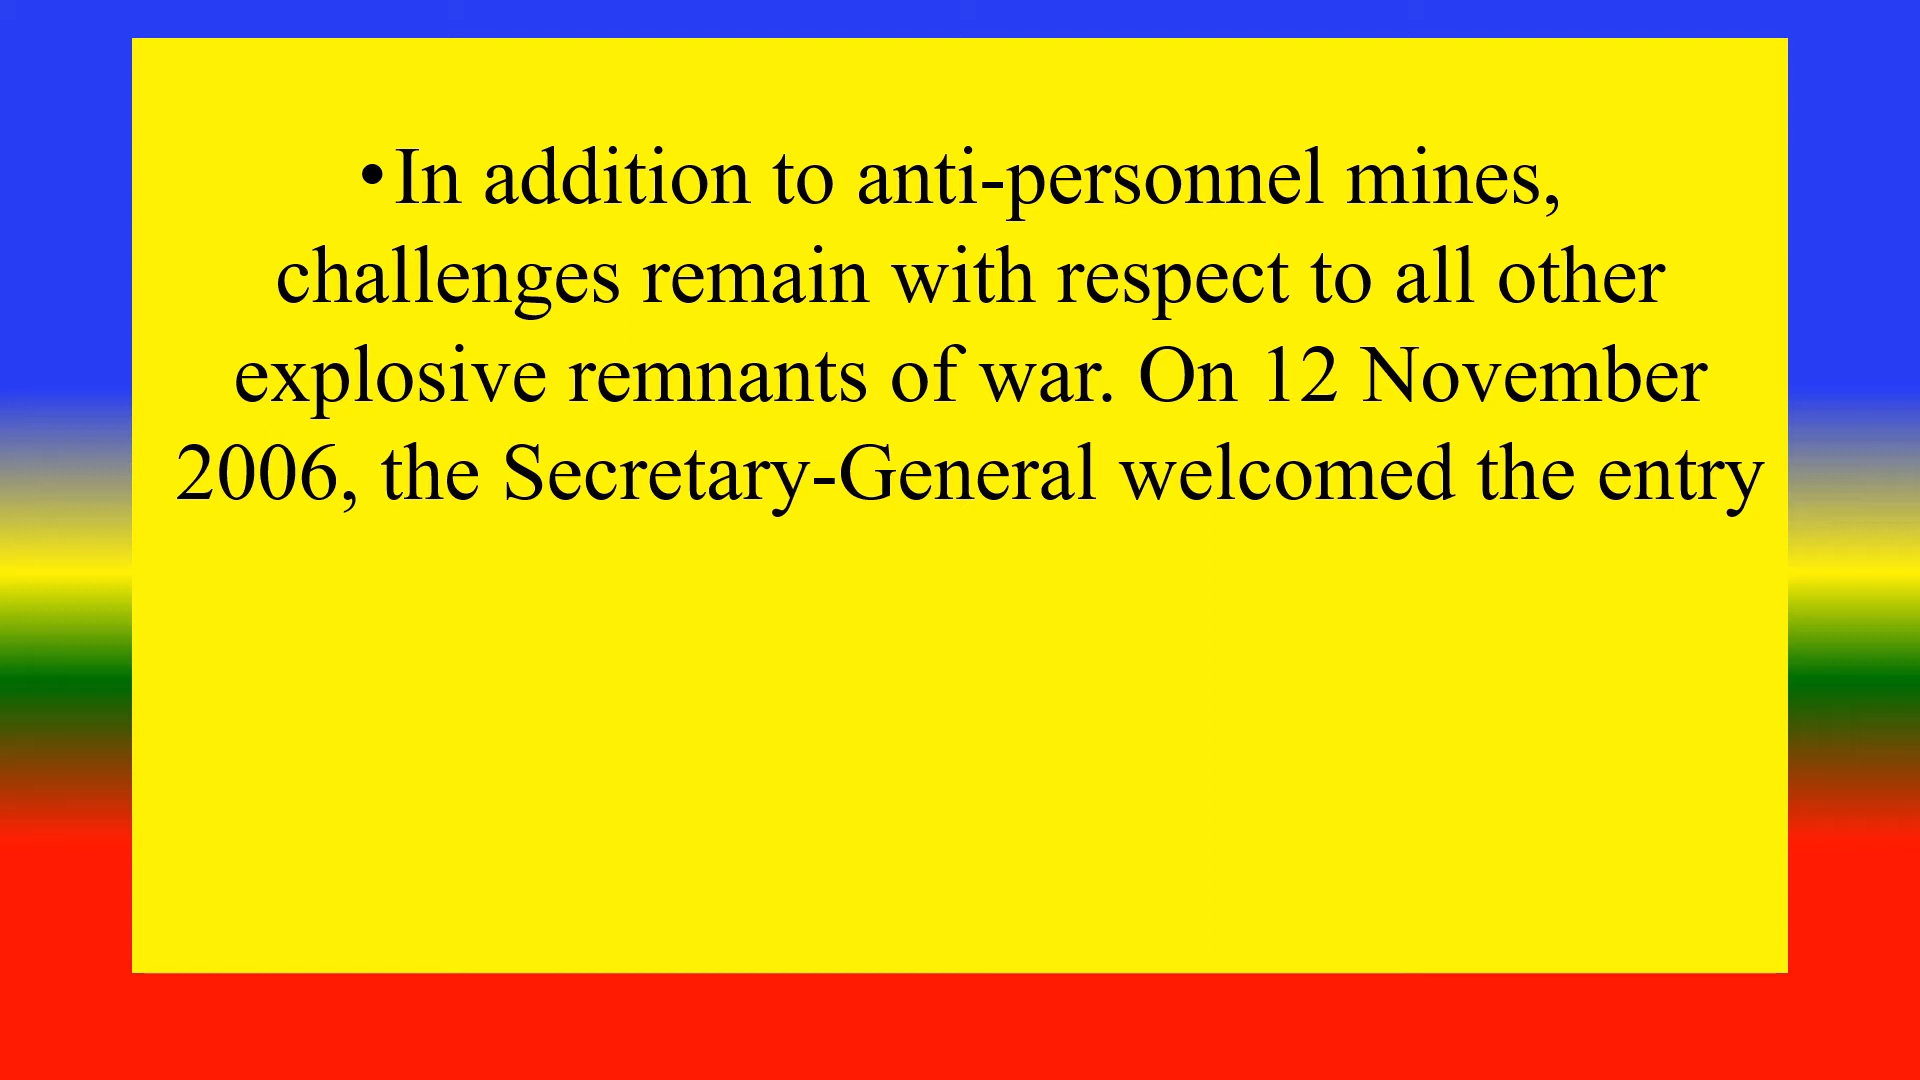 •In addition to anti-personnel mines,
challenges remain with respect to all other
explosive remnants of war. On 12 November
2006, the Secretary-General welcomed the entry